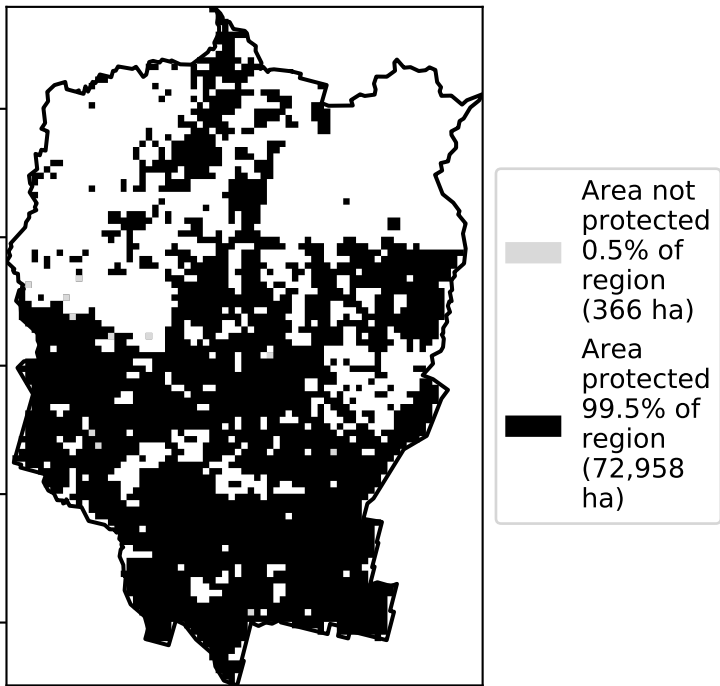 Area not
protected
0.5% of
region
(366 ha)
Area
protected
99.5% of
region
(72,958
ha)